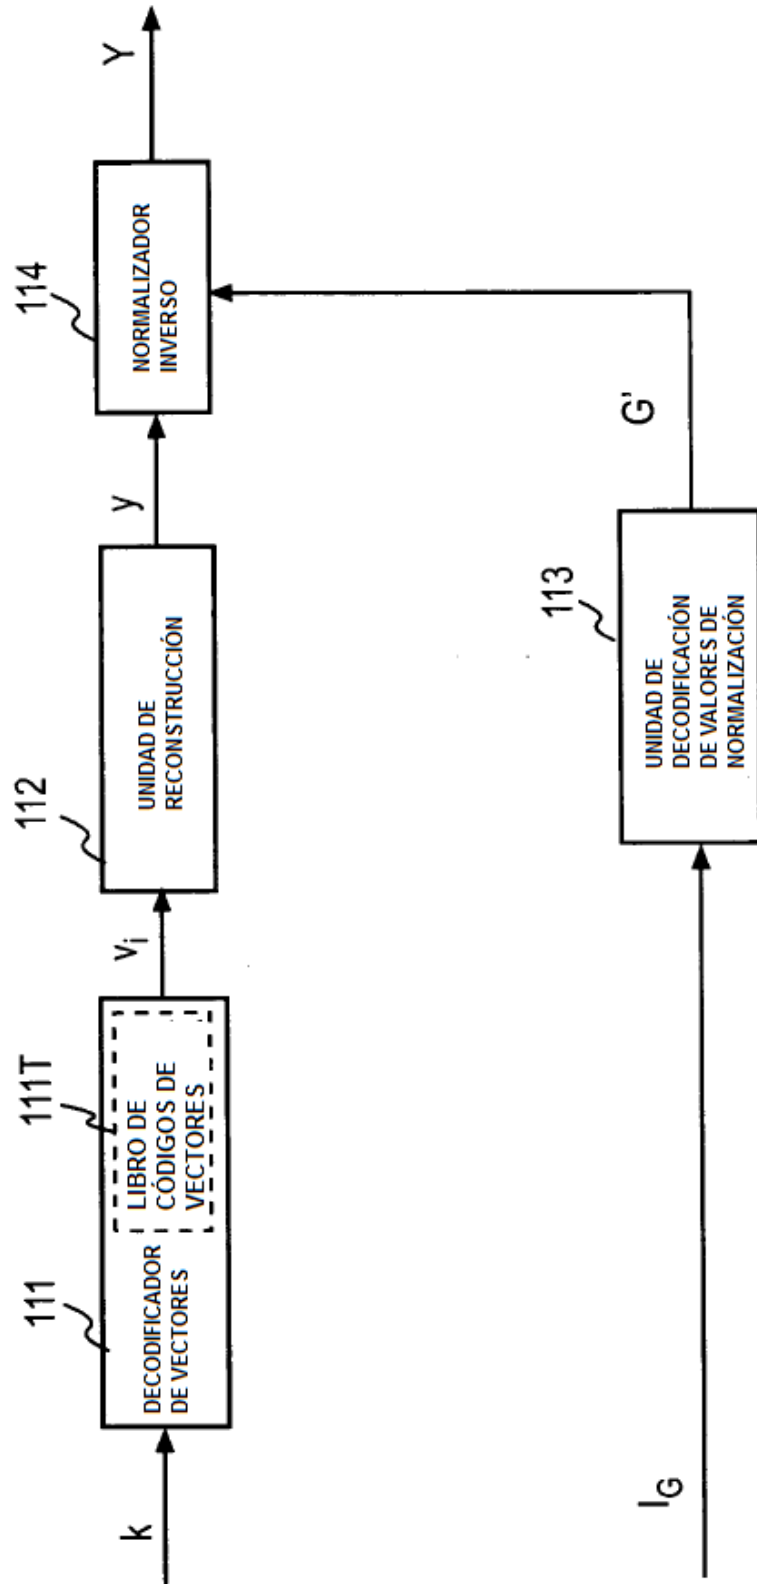 k
111
DECODIFICADOR
DE VECTORES
111T
LIBRO DE
CÓDIGOS DE
VECTORES
vi
112
UNIDAD DE
RECONSTRUCCIÓN
y
114
NORMALIZADOR
INVERSO
Y
IG
113
UNIDAD DE
DECODIFICACIÓN
DE VALORES DE
NORMALIZACIÓN
G'